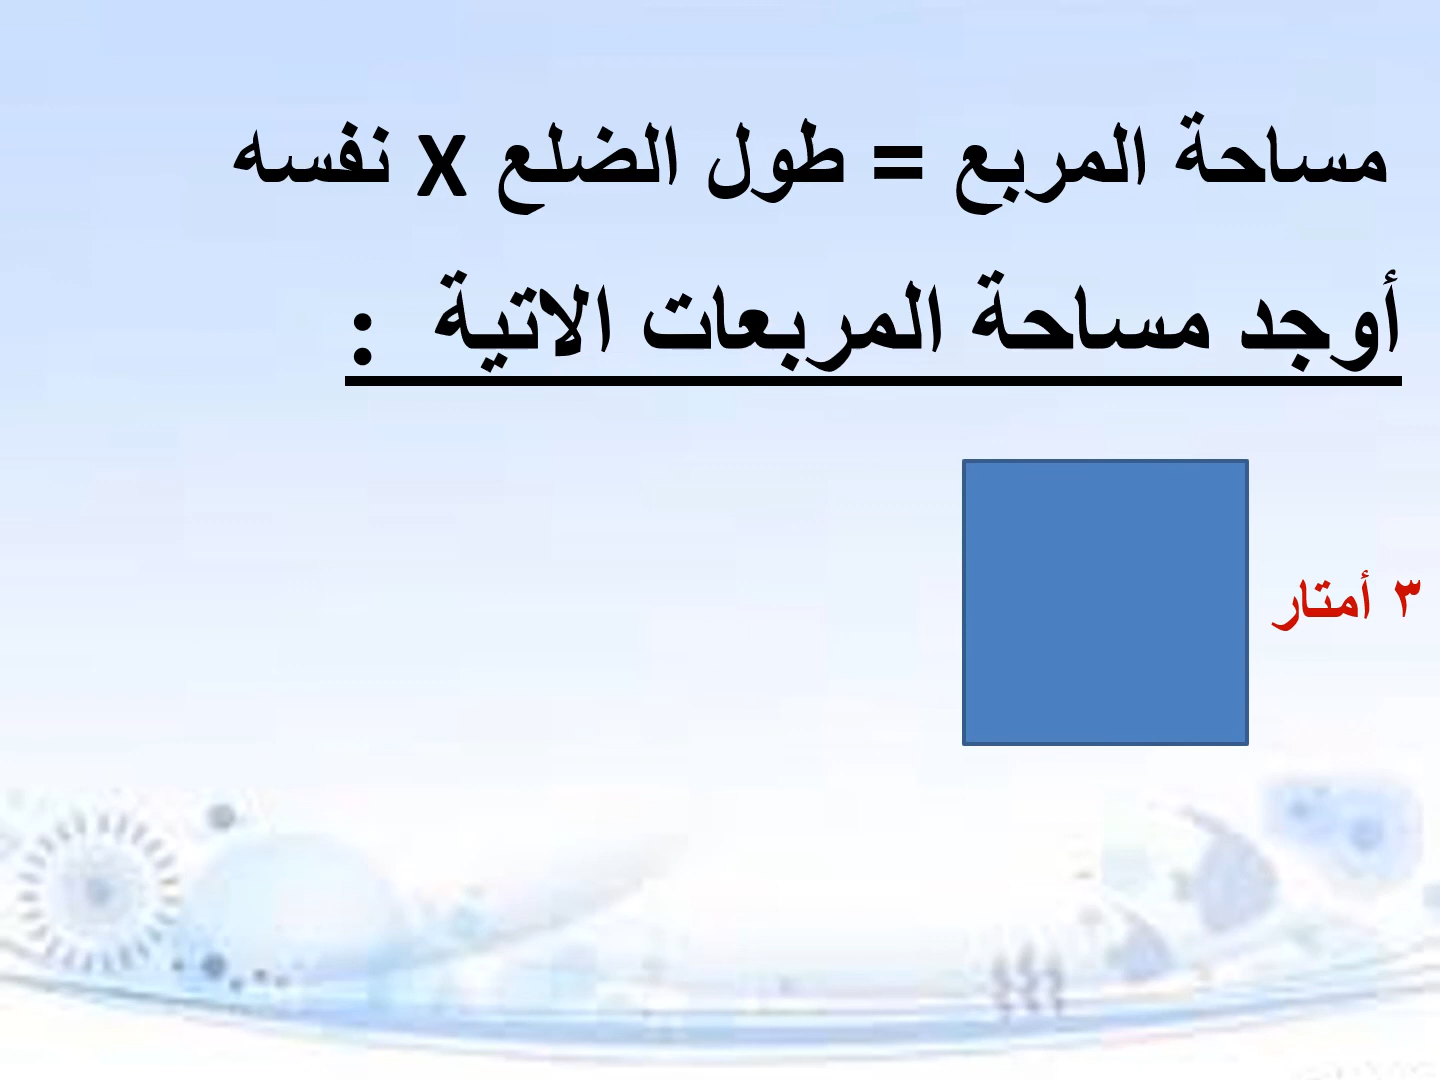 مساحة المربع = طول الضلع X نفسه
أوجد مساحة المربعات الاتية :
٣ أمتار